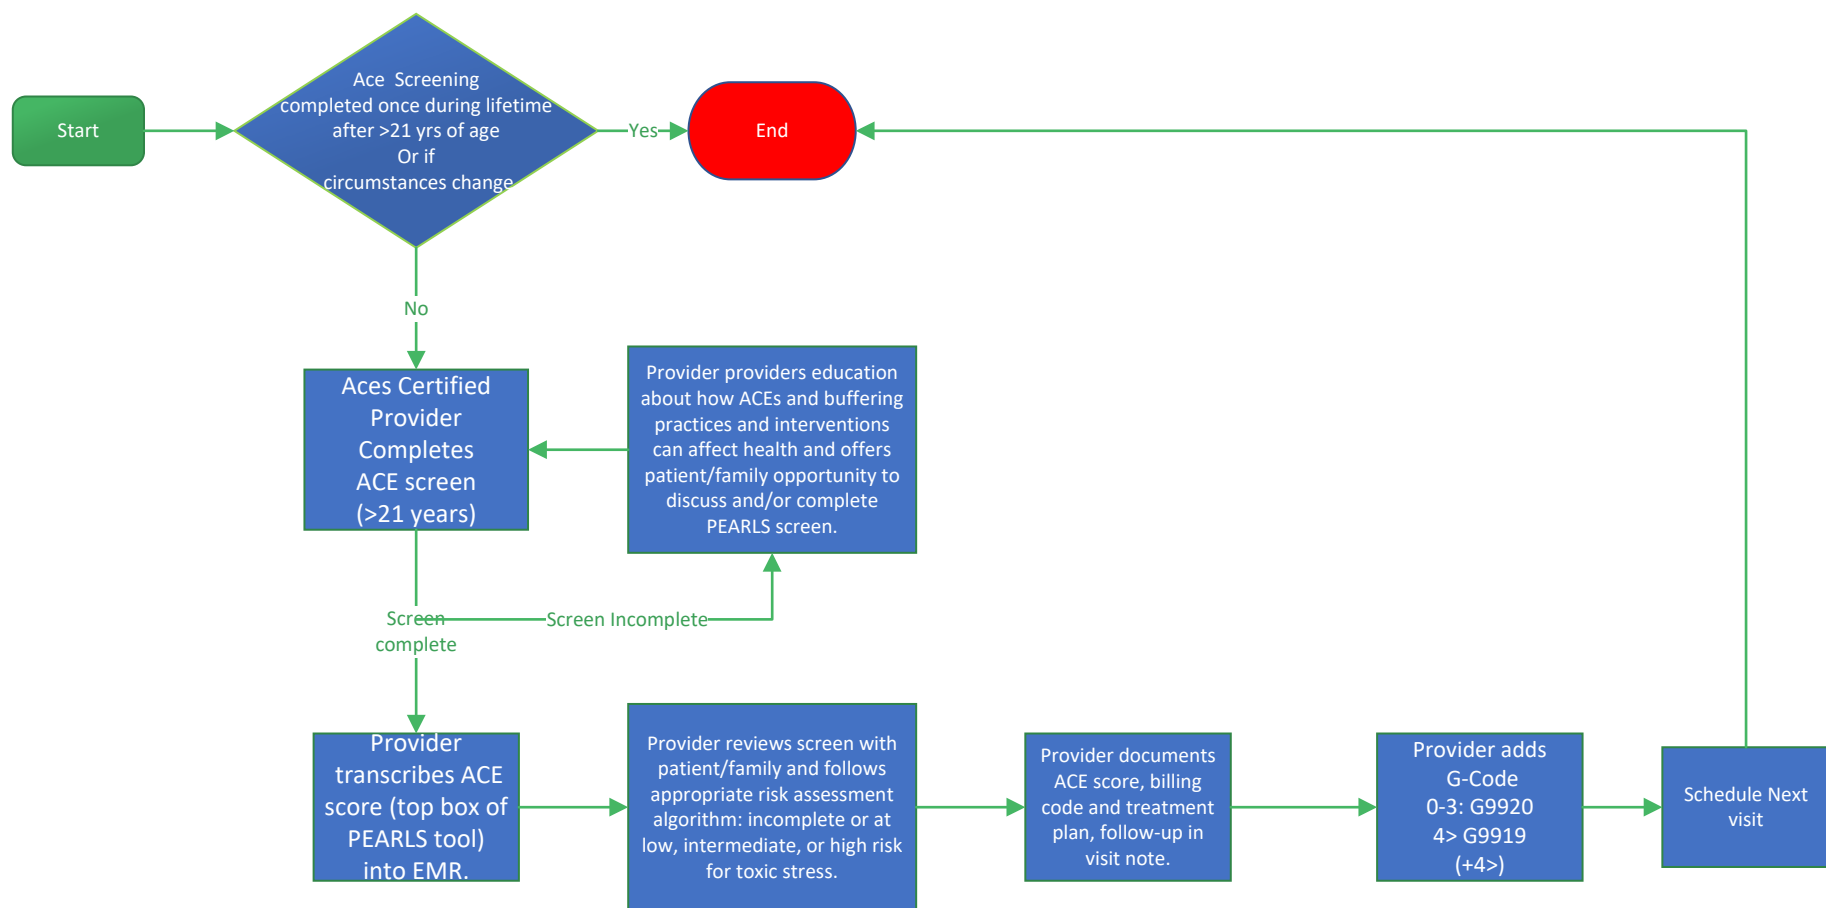 Start
Ace Screening
completed once during lifetime
after >21 yrs of age
Or if
circumstances change
Yes
End
No
Aces Certified
Provider
Completes
ACE screen
(>21 years)
Provider providers education
about how ACEs and buffering
practices and interventions
can affect health and offers
patient/family opportunity to
discuss and/or complete
PEARLS screen.
Screen
complete
Screen Incomplete
Provider
transcribes ACE
score (top box of
PEARLS tool)
into EMR.
Provider reviews screen with
patient/family and follows
appropriate risk assessment
algorithm: incomplete or at
low, intermediate, or high risk
for toxic stress.
Provider documents
ACE score, billing
code and treatment
plan, follow-up in
visit note.
Provider adds
G-Code
0-3: G9920
4> G9919
(+4>)
Schedule Next
visit